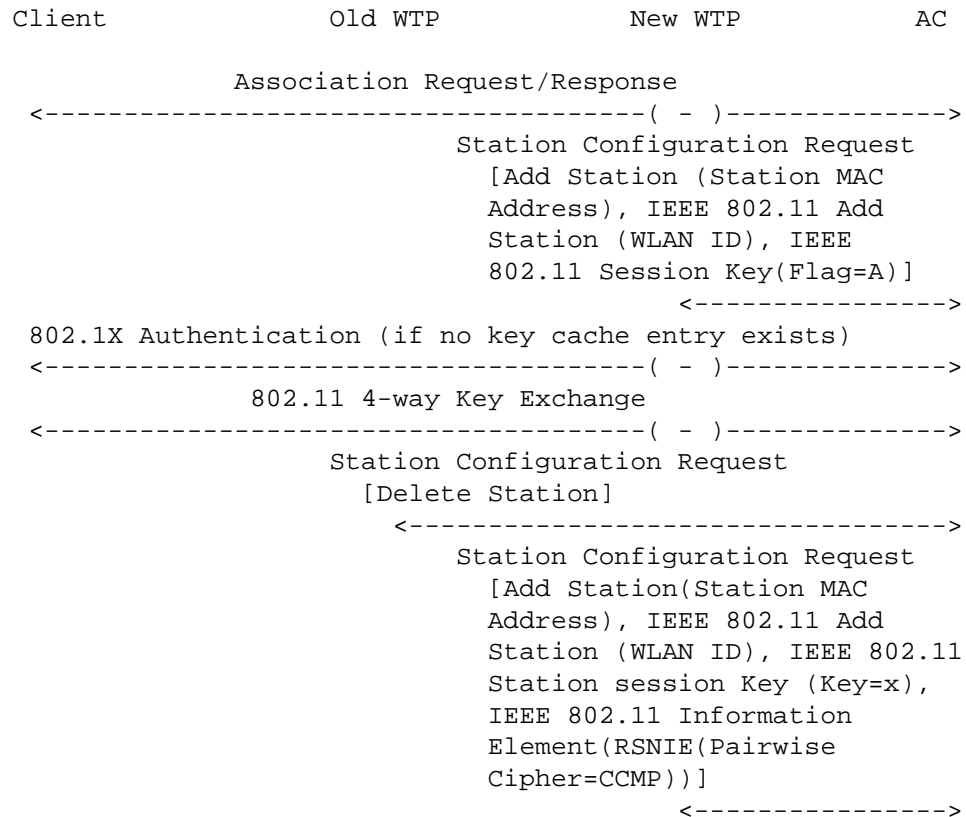 Client Old WTP New WTP AC
Association Request/Response
<--------------------------------------( - )-------------->
Station Configuration Request
[Add Station (Station MAC
Address), IEEE 802.11 Add
Station (WLAN ID), IEEE
802.11 Session Key(Flag=A)]
<---------------->
802.1X Authentication (if no key cache entry exists)
<--------------------------------------( - )-------------->
802.11 4-way Key Exchange
<--------------------------------------( - )-------------->
Station Configuration Request
[Delete Station]
<---------------------------------->
Station Configuration Request
[Add Station(Station MAC
Address), IEEE 802.11 Add
Station (WLAN ID), IEEE 802.11
Station session Key (Key=x),
IEEE 802.11 Information
Element(RSNIE(Pairwise
Cipher=CCMP))]
<---------------->